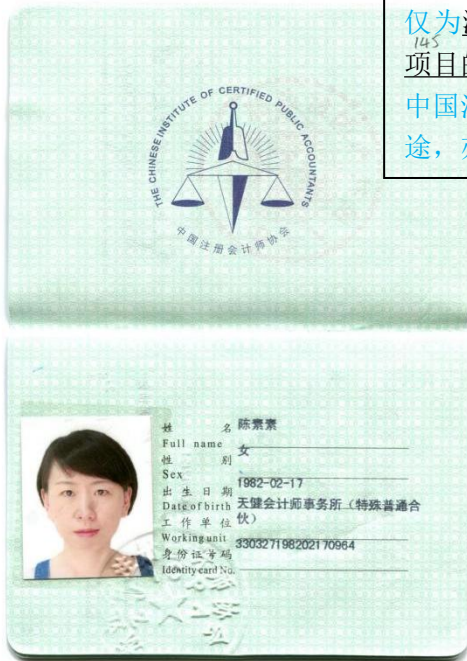 仅为
145
项目的
中国注
途，
THE CHINESE INSTITUTE OF CERTIFIED PUBLIC ACCOUNTANTS
中国注册会计师协会
姓 名 陈素素
Full name
性 别 女
Sex
出生日期 1982-02-17
Date of birth
工作单位 天健会计师事务所（特殊普通合
Working unit 伙）
身份证号码 330327198202170964
Identity card No.